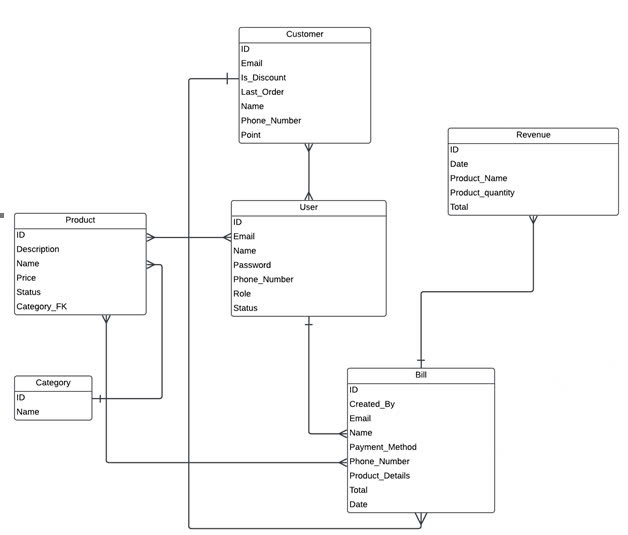 Customer
ID
Email
Is_Discount
Last_Order
Name
Phone_Number
Point
Revenue
ID
Date
Product_Name
Product_quantity
Total
User
ID
Email
Name
Password
Phone_Number
Role
Status
Product
ID
Description
Name
Price
Status
Category_FK
Category
ID
Name
Bill
ID
Created_By
Email
Name
Payment_Method
Phone_Number
Product_Details
Total
Date